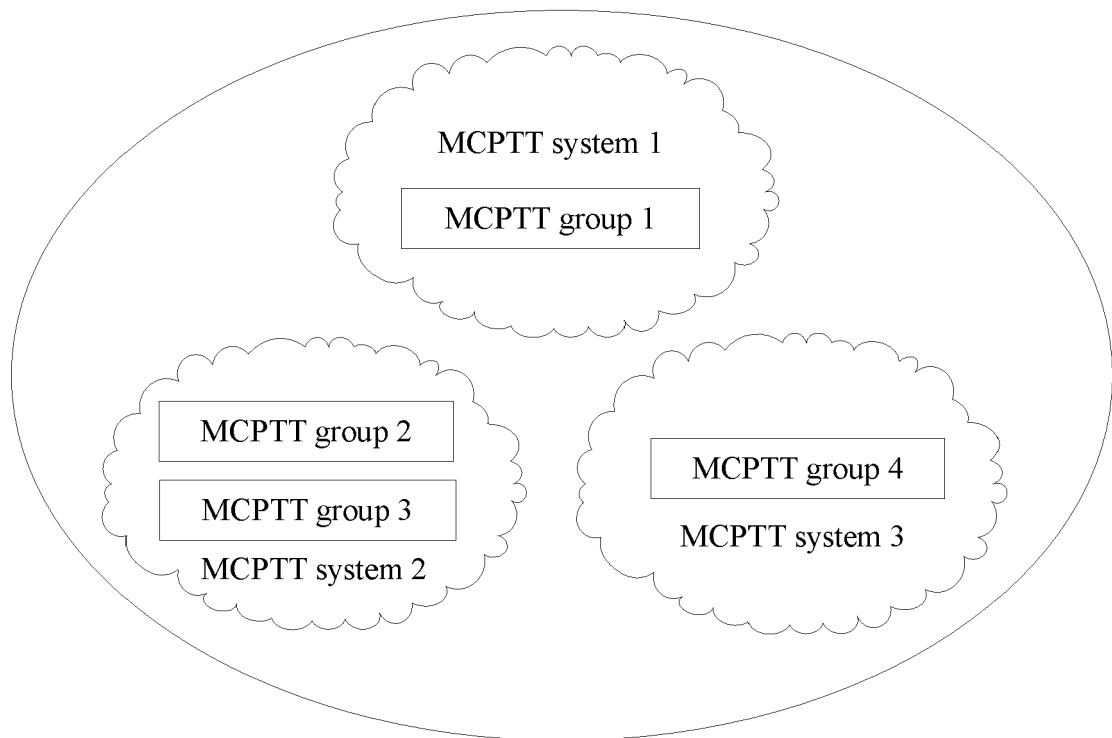 MCPTT system 1
MCPTT group 1
MCPTT group 2
MCPTT group 3
MCPTT system 2
MCPTT group 4
MCPTT system 3